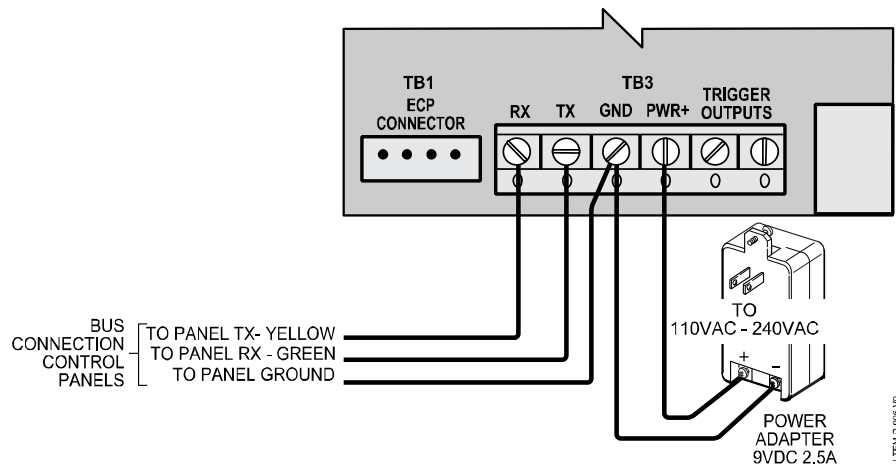 TB1
ECP
CONNECTOR
TB3
RX TX GND PWR+
TRIGGER
OUTPUTS
BUS
CONNECTION
CONTROL
PANELS
TO PANEL TX- YELLOW
TO PANEL RX - GREEN
TO PANEL GROUND
TO
110VAC - 240VAC
+ -
POWER
ADAPTER
9VDC 2.5A